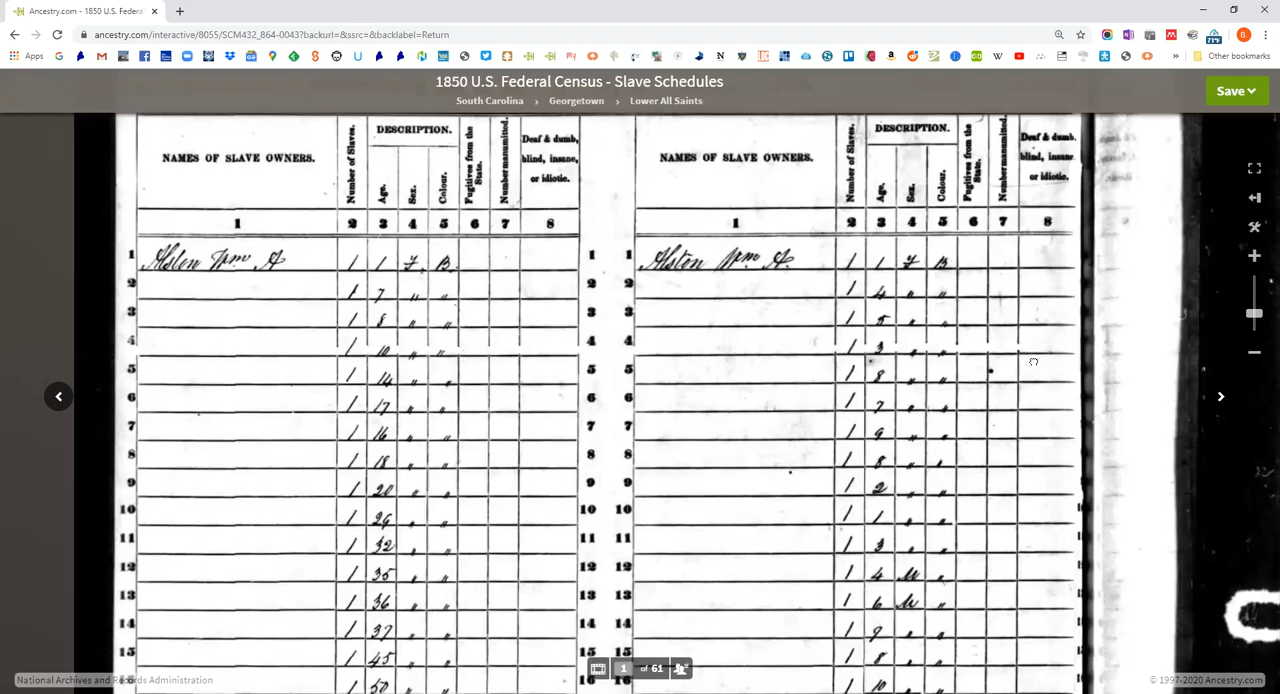 Ancestry.com - 1850 U.S. Federal
ancestry.com/interactive/8055/SCM432_864-0043?backurl=&ssrc=&backlabel=Return
Apps
Other bookmarks
1850 U.S. Federal Census - Slave Schedules
South Carolina › Georgetown › Lower All Saints
Save
NAMES OF SLAVE OWNERS. Number of Slaves. DESCRIPTION. Age. Sex. Colour. Fugitives from the State. Number manumitted. Deaf & dumb, blind, insane, or idiotic. NAMES OF SLAVE OWNERS. Number of Slaves. DESCRIPTION. Age. Sex. Colour. Fugitives from the State. Number manumitted. Deaf & dumb, blind, insane or idiotic.
1 2 3 4 5 6 7 8 1 2 3 4 5 6 7 8
1 Alston Wm A 1 1 F. B. 1 1 Alston Wm A. 1 1 F B
2 1 7 " " 2 2 1 4 " "
3 1 8 " " 3 3 1 5 " "
4 1 10 " " 4 4 1 3 " "
5 1 14 " " 5 5 1 8 " "
6 1 17 " " 6 6 1 7 " "
7 1 16 " " 7 7 1 9 " "
8 1 18 " " 8 8 1 8 " "
9 1 20 " " 9 9 1 2 " "
10 1 " " 10 10 1 1 " "
11 1 32 " " 11 11 1 3 " "
12 1 35 " " 12 12 1 4 M "
13 1 36 " " 13 13 1 6 M "
14 1 37 " " 14 14 1 9 " "
15 1 45 " " 15 15 1 8 " "
1 50 " " 16 16 1 10 " "
1 of 61
National Archives and Records Administration
© 1997-2020 Ancestry.com